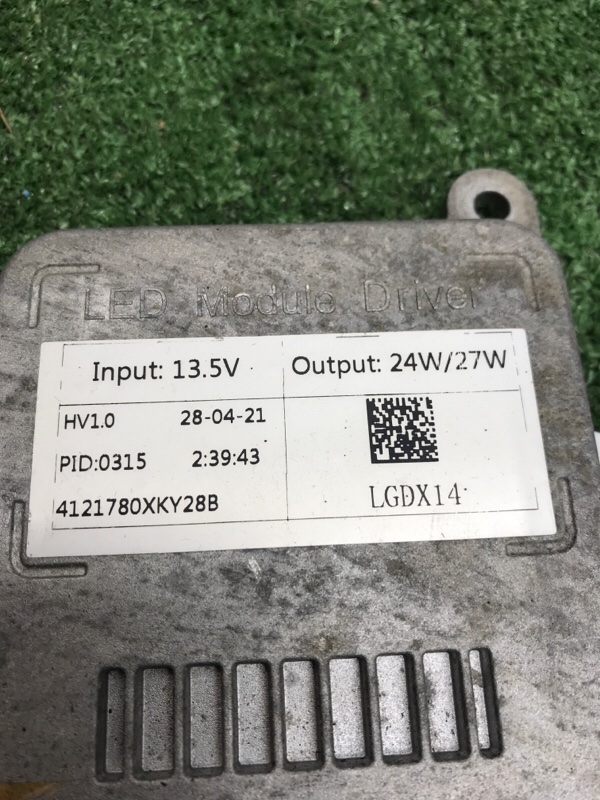 LED Module Driver
Input: 13.5V
Output: 24W/27W
HV1.0 28-04-21
PID:0315 2:39:43
4121780XKY28B
LGDX14